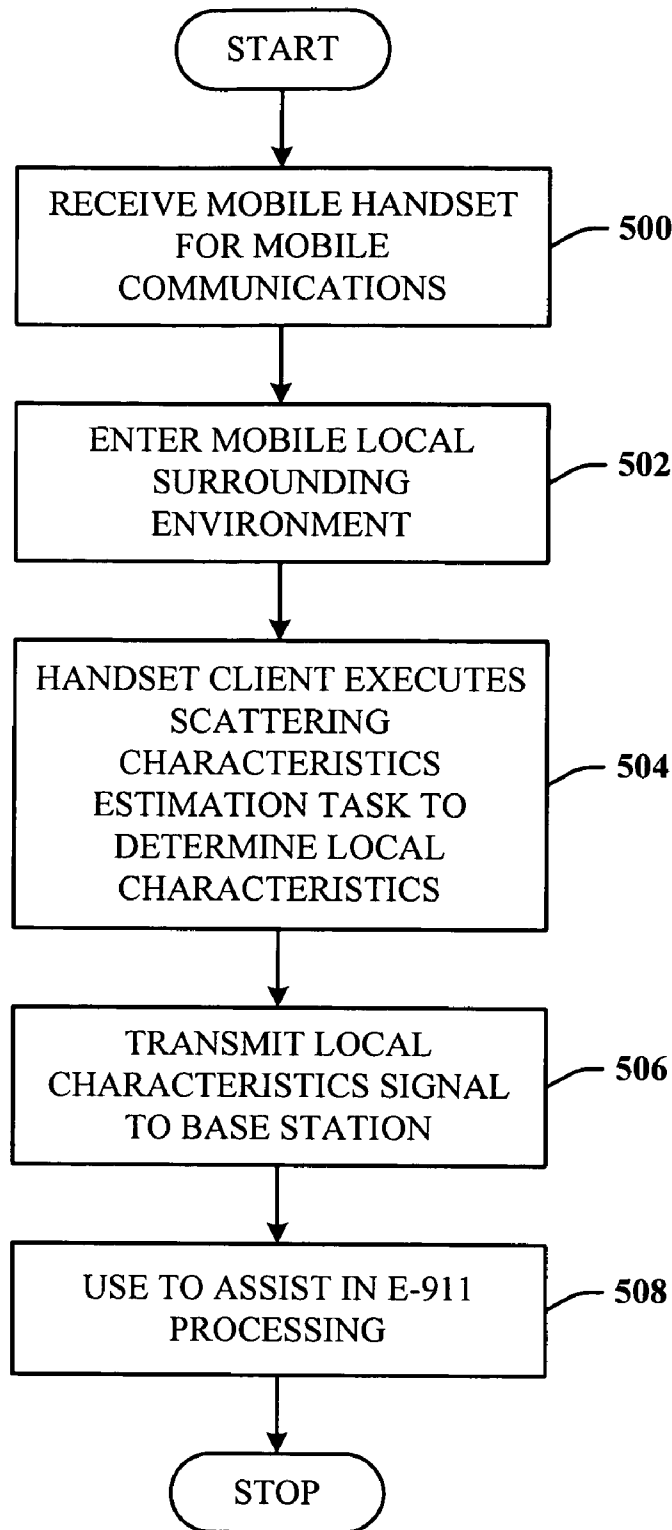 START
RECEIVE MOBILE HANDSET
FOR MOBILE
COMMUNICATIONS
500
ENTER MOBILE LOCAL
SURROUNDING
ENVIRONMENT
502
HANDSET CLIENT EXECUTES
SCATTERING
CHARACTERISTICS
ESTIMATION TASK TO
DETERMINE LOCAL
CHARACTERISTICS
504
TRANSMIT LOCAL
CHARACTERISTICS SIGNAL
TO BASE STATION
506
USE TO ASSIST IN E-911
PROCESSING
508
STOP